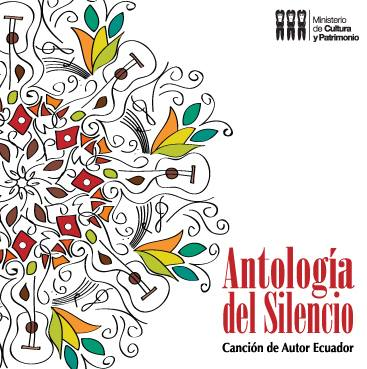 Ministerio
de Cultura
y Patrimonio
Antología
del Silencio
Canción de Autor Ecuador